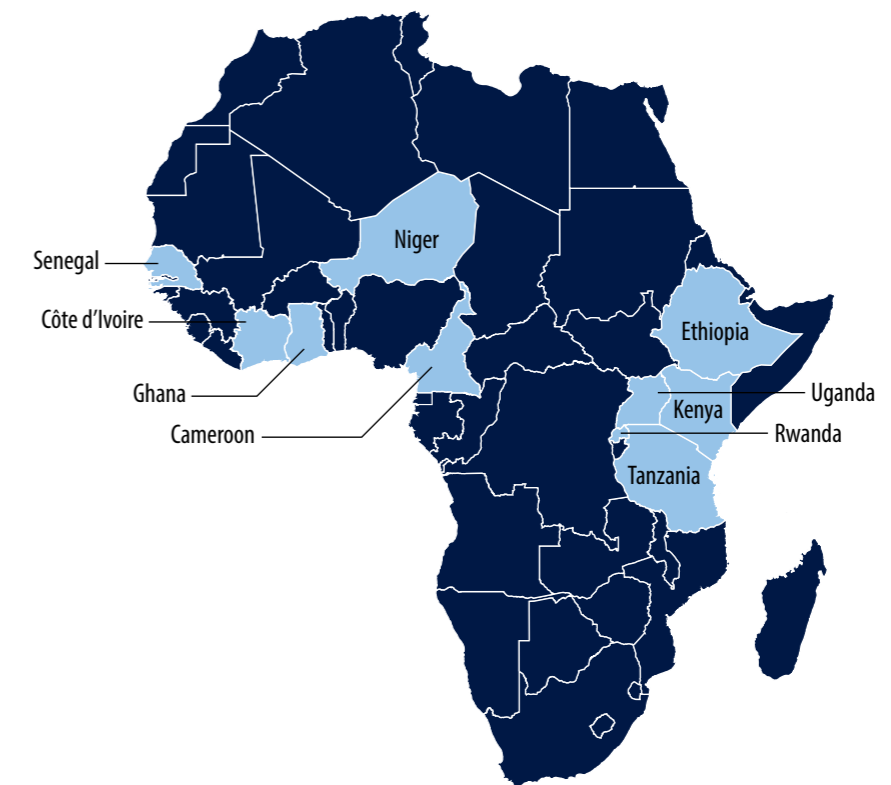 Niger
Senegal
Côte d’Ivoire
Ethiopia
Ghana
Uganda
Kenya
Cameroon
Rwanda
Tanzania